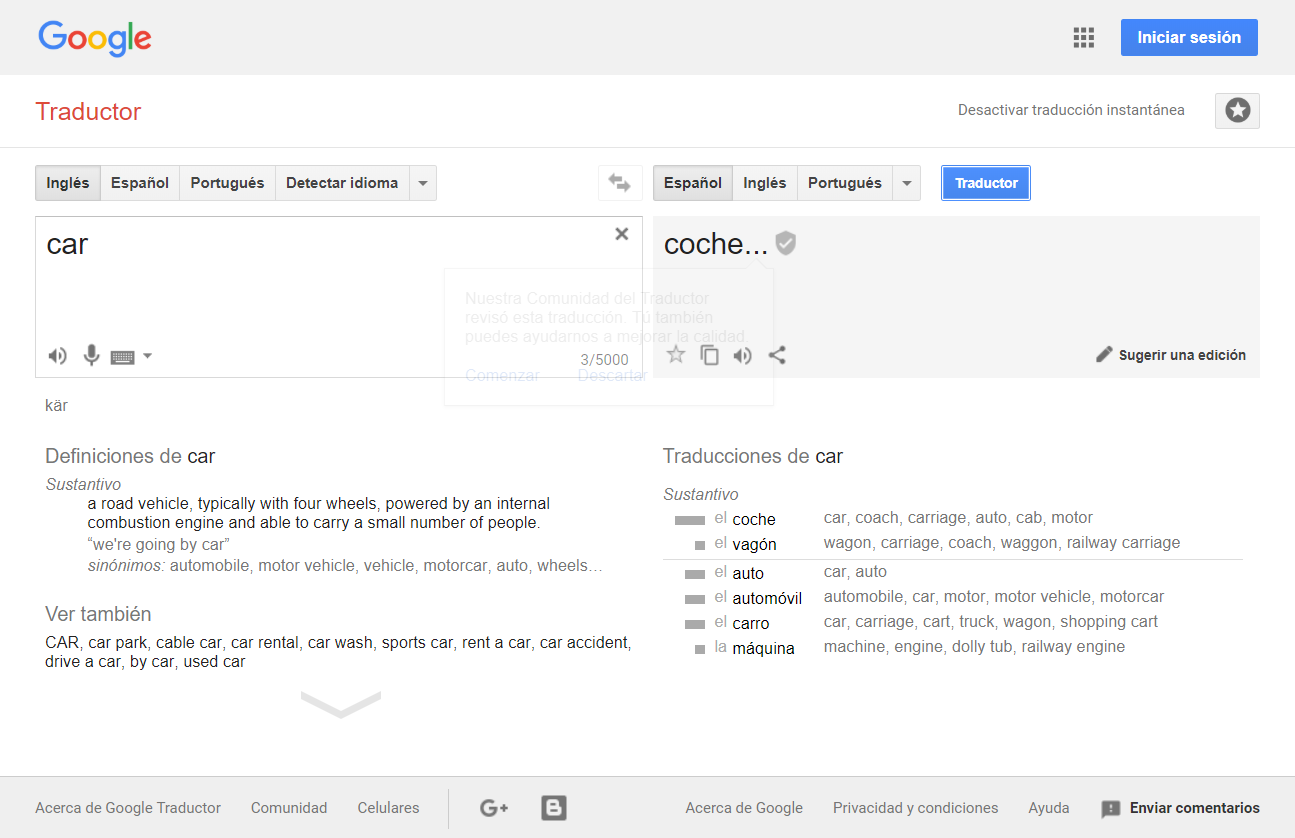 Google
Iniciar sesión
Traductor
Desactivar traducción instantánea
Inglés Español Portugués Detectar idioma
Español Inglés Portugués Traductor
car
coche...
Nuestra Comunidad del Traductor
revisó esta traducción. Tú también
puedes ayudarnos a mejorar la calidad
Comenzar Descartar
3/5000
Sugerir una edición
kär
Definiciones de car
Sustantivo
a road vehicle, typically with four wheels, powered by an internal
combustion engine and able to carry a small number of people.
“we're going by car”
sinónimos: automobile, motor vehicle, vehicle, motorcar, auto, wheels…
Ver también
CAR, car park, cable car, car rental, car wash, sports car, rent a car, car accident,
drive a car, by car, used car
Traducciones de car
Sustantivo
el coche car, coach, carriage, auto, cab, motor
el vagón wagon, carriage, coach, waggon, railway carriage
el auto car, auto
el automóvil automobile, car, motor, motor vehicle, motorcar
el carro car, carriage, cart, truck, wagon, shopping cart
la máquina machine, engine, dolly tub, railway engine
Acerca de Google Traductor Comunidad Celulares G+ B Acerca de Google Privacidad y condiciones Ayuda Enviar comentarios